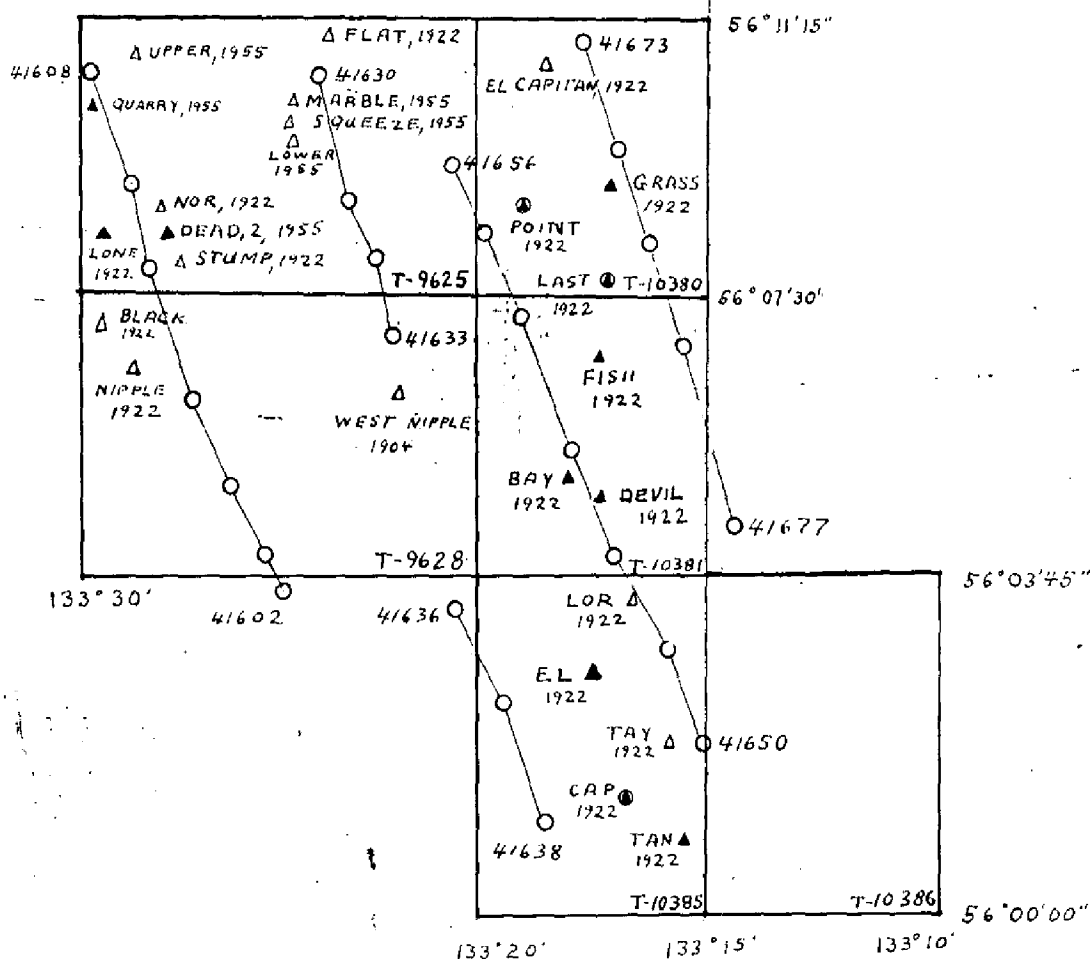 56°11'15"
△ FLAT, 1922
△ UPPER, 1955
41673
41608
41630
EL CAPITAN 1922
QUARRY, 1955
△ MARBLE, 1955
△ SQUEEZE, 1955
LOWER
1955
41656
GRASS
1922
△ NOR, 1922
POINT
1922
DEAD, 2, 1955
LONE
1922
△ STUMP, 1922
T-9625
LAST
1922
T-10380
56°07'30"
BLACK
1922
41633
NIPPLE
1922
FISH
1922
WEST NIPPLE
1904
BAY
1922
DEVIL
1922
41677
T-9628
T-10381
56°03'45"
133°30'
41602
41636
LOR
1922
EL
1922
TAY
1922
41650
CAP
1922
41638
TAN
1922
T-10385
T-10386
56°00'00"
133°20'
133°15'
133°10'